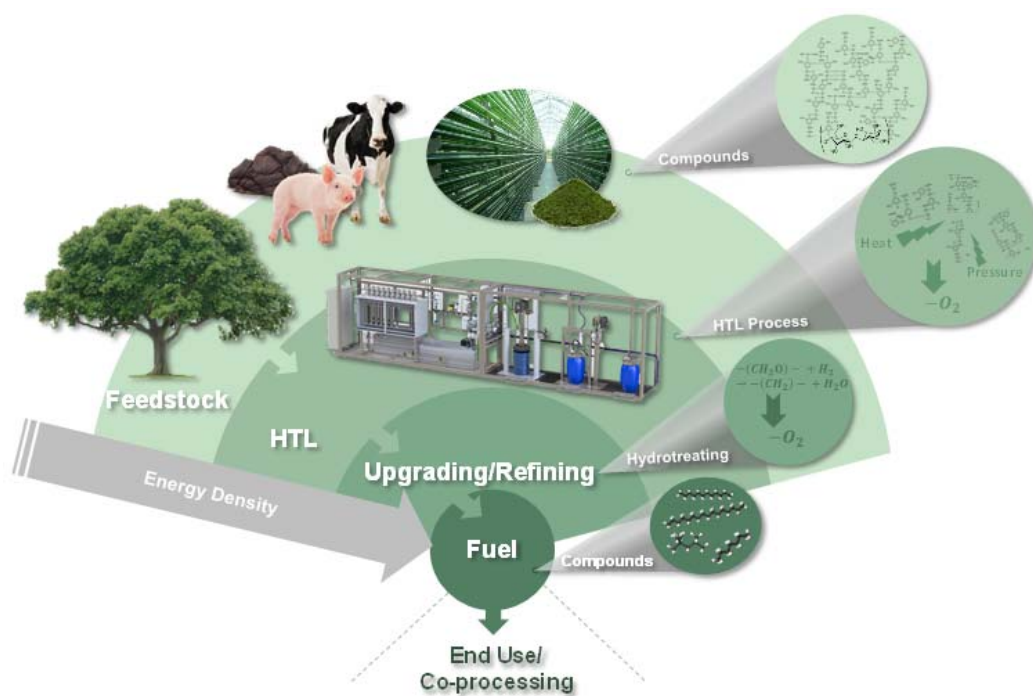 Compounds
Heat
Pressure
−O₂
HTL Process
−(CH₂O)− + H₂
− −(CH₂)− + H₂O
−O₂
Feedstock
HTL
Upgrading/Refining
Hydrotreating
Energy Density
Fuel
Compounds
End Use/
Co-processing